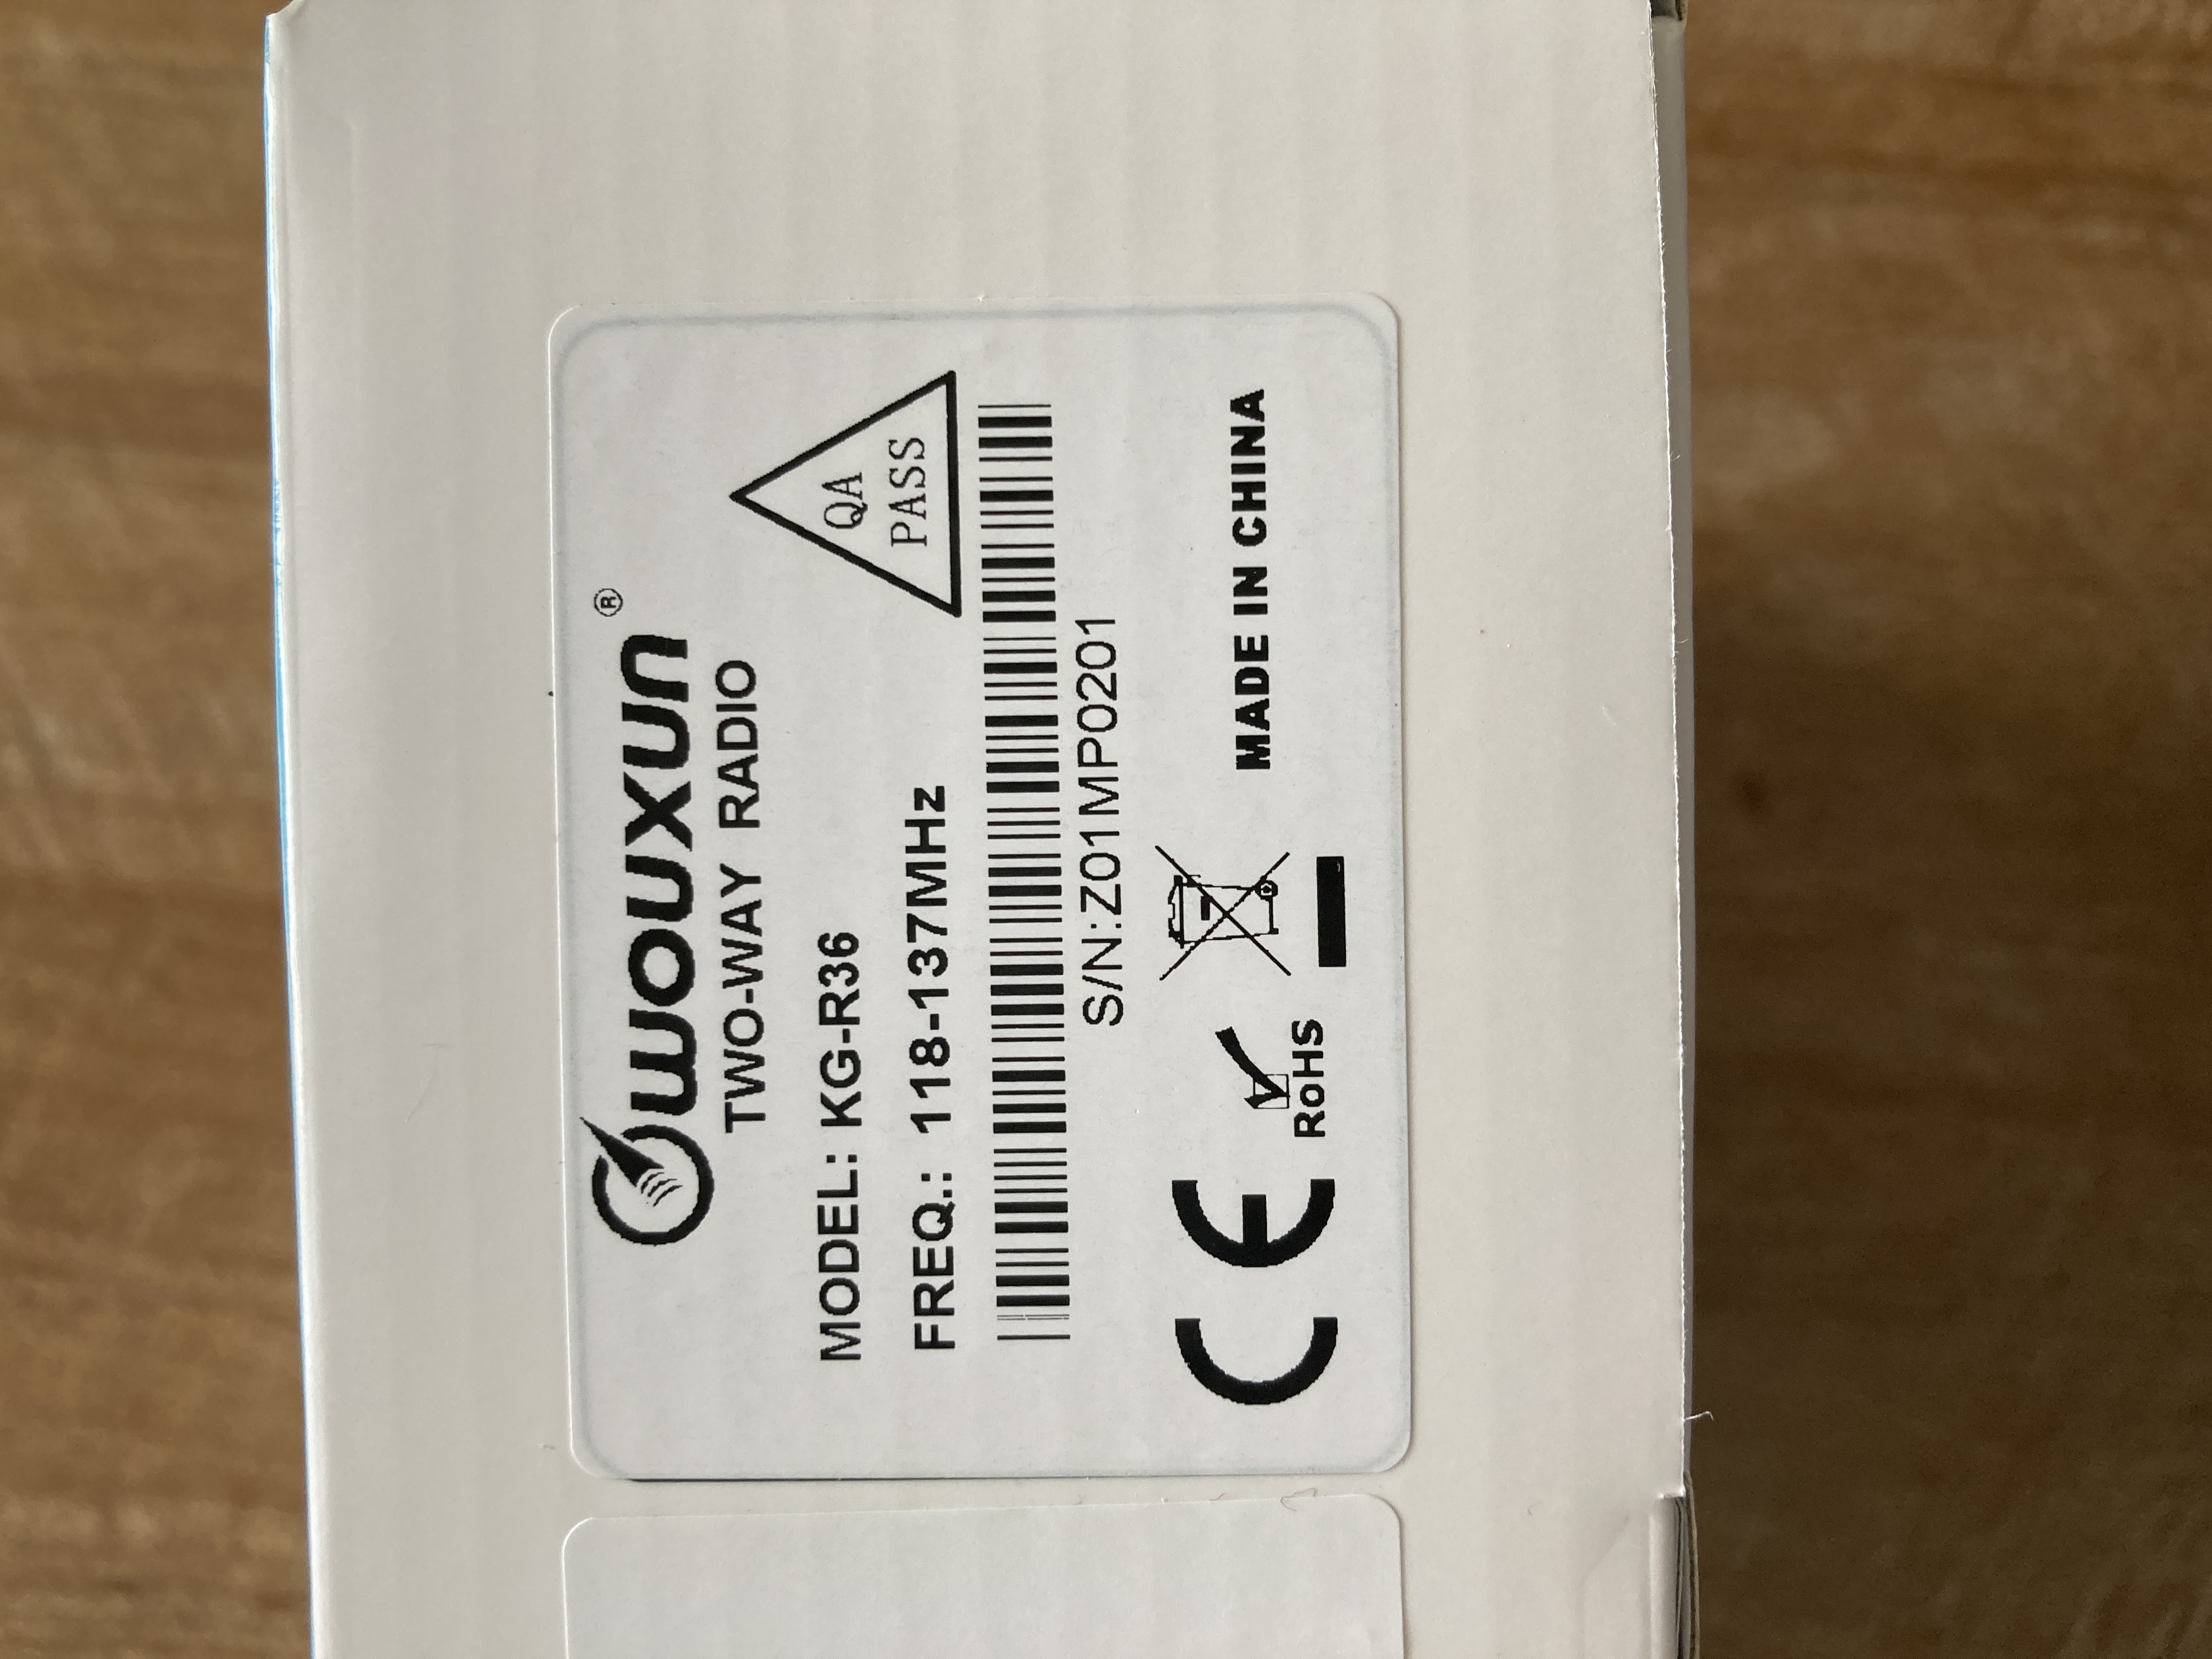 WOUXUN®
TWO-WAY RADIO
MODEL: KG-R36
FREQ.: 118-137MHz
QA
PASS
S/N:Z01MP0201
CE
RoHS
MADE IN CHINA